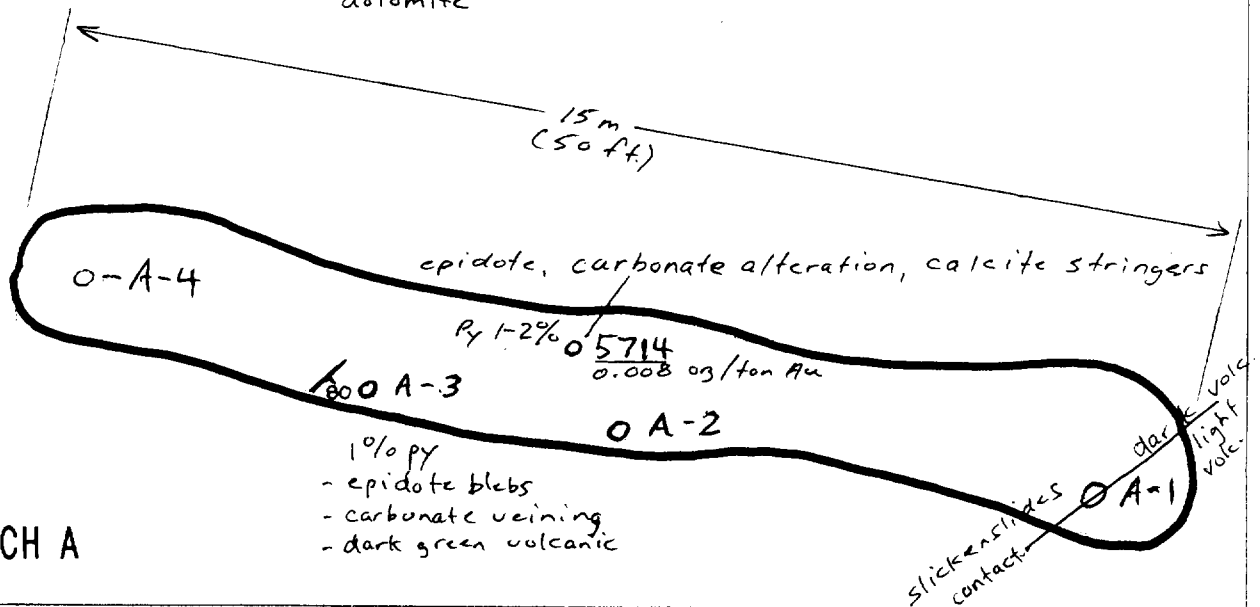 dolomite
15 m
(50 ft.)
epidote, carbonate alteration, calcite stringers
O-A-4
Py 1-2%
5714
0.008 oz/ton Au
80
A-3
A-2
1% py
- epidote blebs
- carbonate veining
- dark green volcanic
dark volc.
light
volc.
A-1
slickenslides
contact
CH A